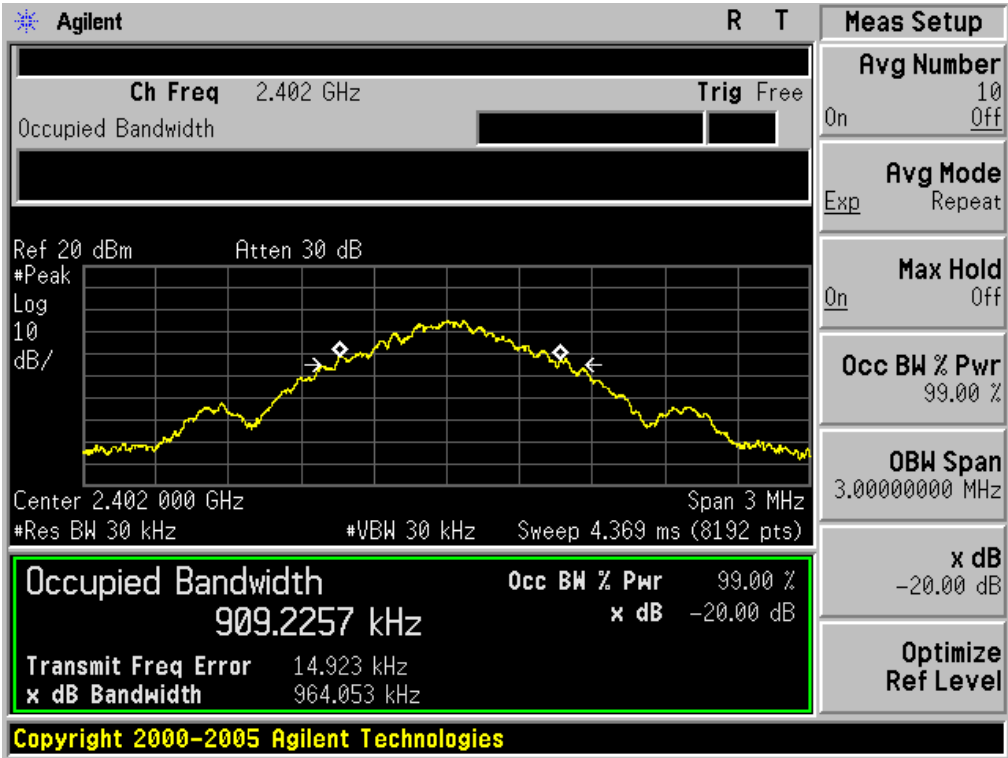 Agilent R T
Ch Freq 2.402 GHz Trig Free
Occupied Bandwidth
Ref 20 dBm Atten 30 dB
#Peak
Log
10
dB/
Center 2.402 000 GHz Span 3 MHz
#Res BW 30 kHz #VBW 30 kHz Sweep 4.369 ms (8192 pts)
Occupied Bandwidth
909.2257 kHz
Occ BW % Pwr 99.00 %
x dB -20.00 dB
Transmit Freq Error 14.923 kHz
x dB Bandwidth 964.053 kHz
Copyright 2000-2005 Agilent Technologies
Meas Setup
Avg Number
10
On Off
Avg Mode
Exp Repeat
Max Hold
On Off
Occ BW % Pwr
99.00 %
OBW Span
3.00000000 MHz
x dB
-20.00 dB
Optimize
Ref Level